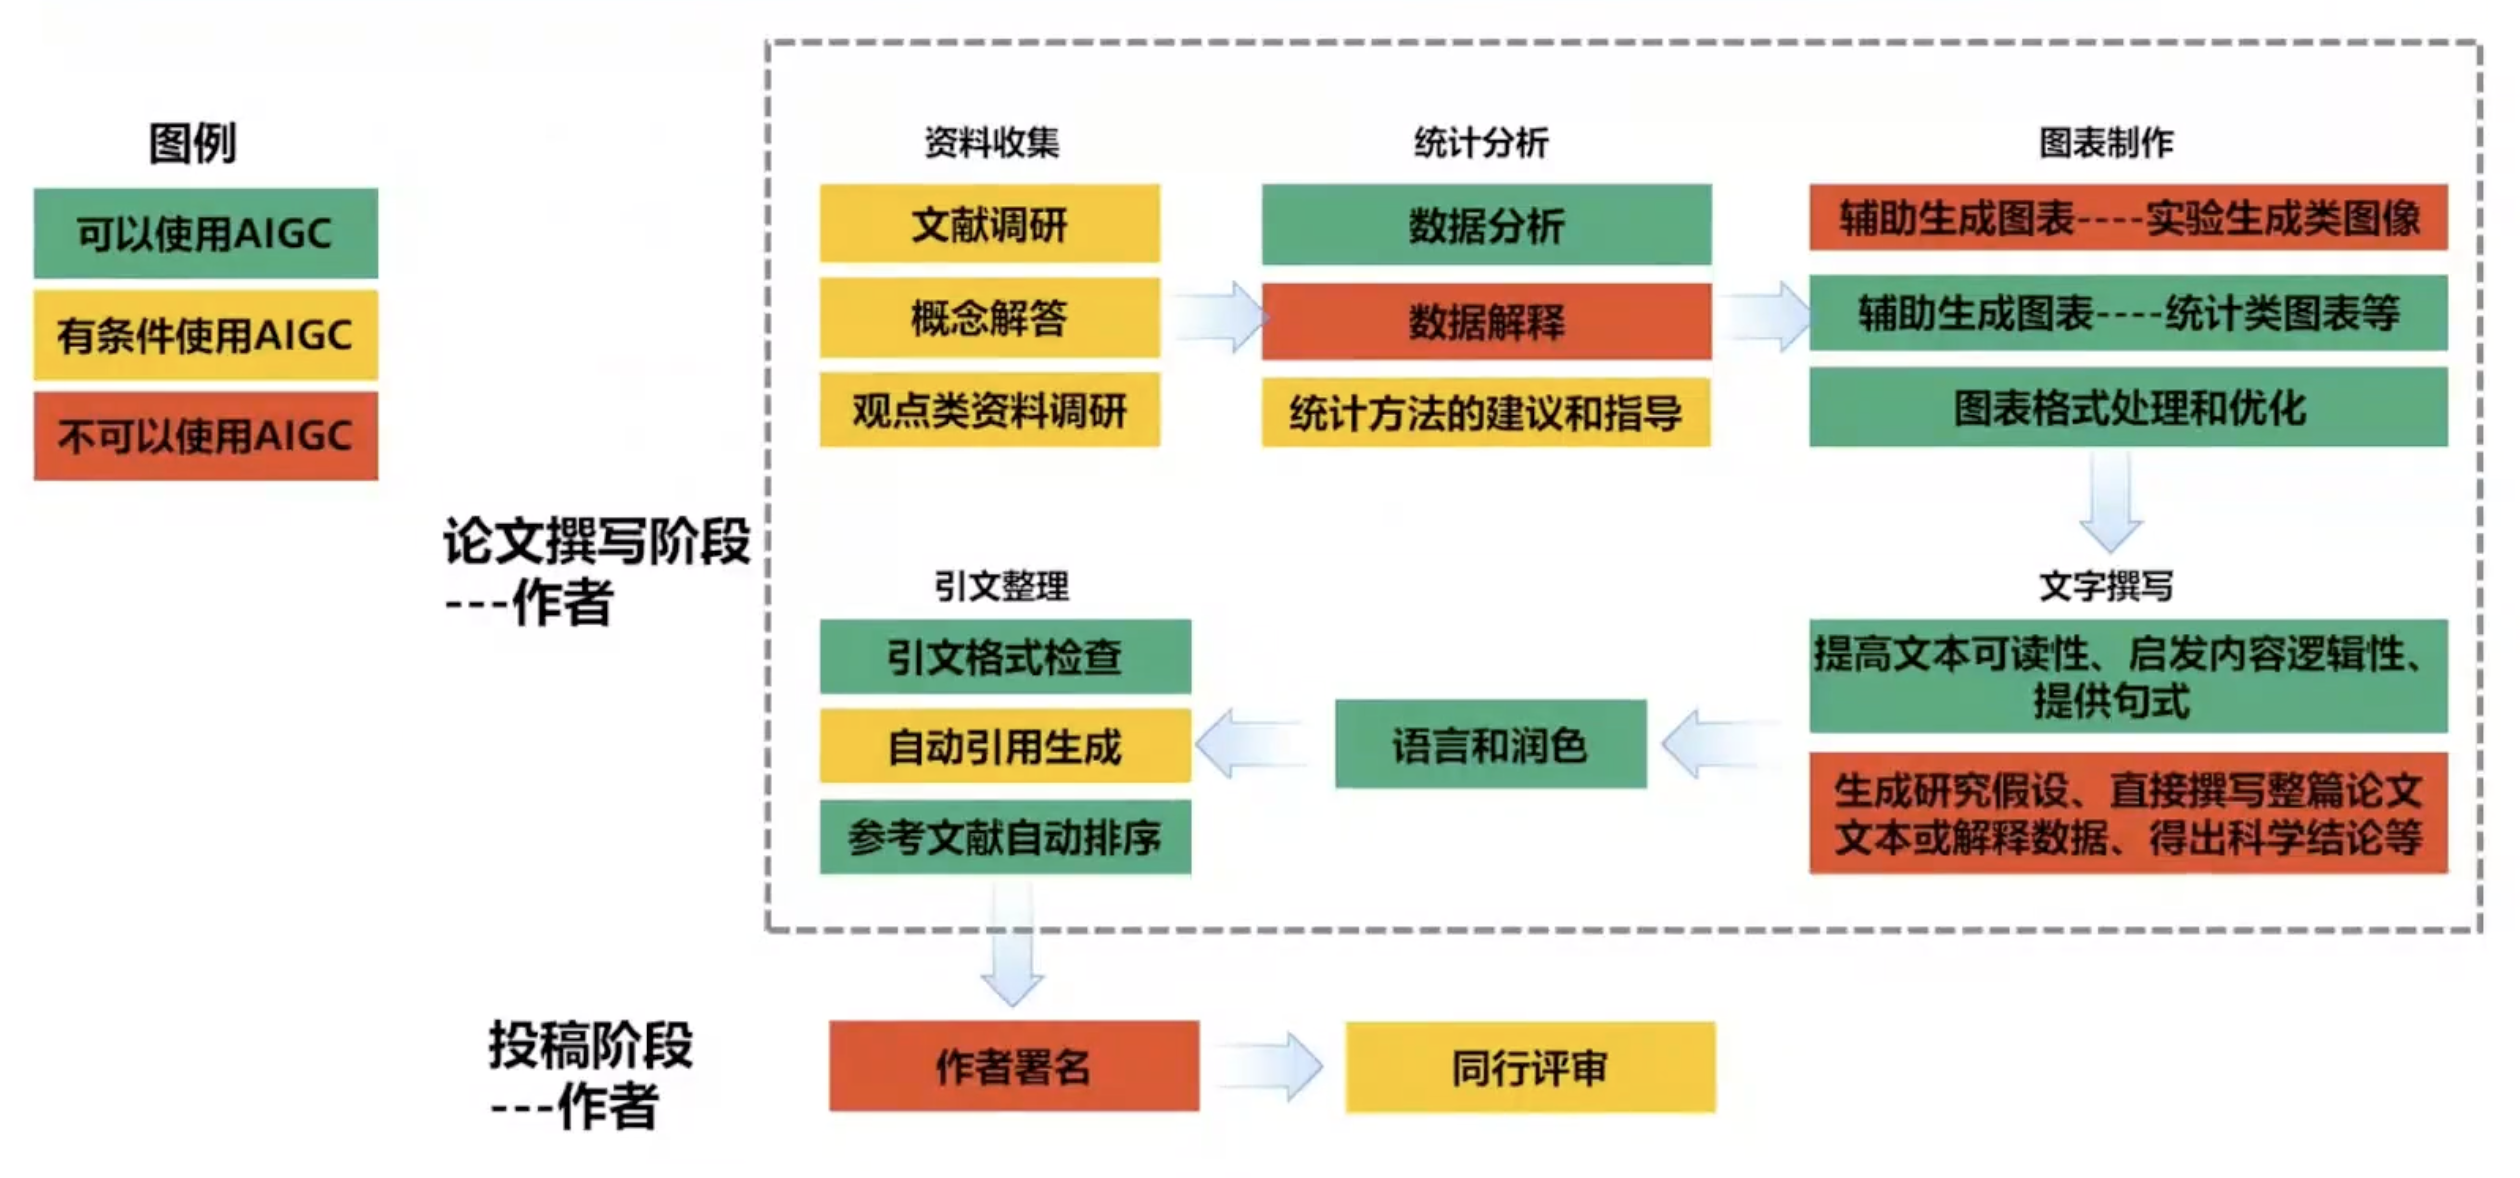 图例
可以使用AIGC
有条件使用AIGC
不可以使用AIGC
论文撰写阶段
---作者
资料收集
文献调研
概念解答
观点类资料调研
统计分析
数据分析
数据解释
统计方法的建议和指导
图表制作
辅助生成图表----实验生成类图像
辅助生成图表----统计类图表等
图表格式处理和优化
文字撰写
提高文本可读性、启发内容逻辑性、
提供句式
生成研究假设、直接撰写整篇论文
文本或解释数据、得出科学结论等
语言和润色
引文整理
引文格式检查
自动引用生成
参考文献自动排序
投稿阶段
---作者
作者署名
同行评审